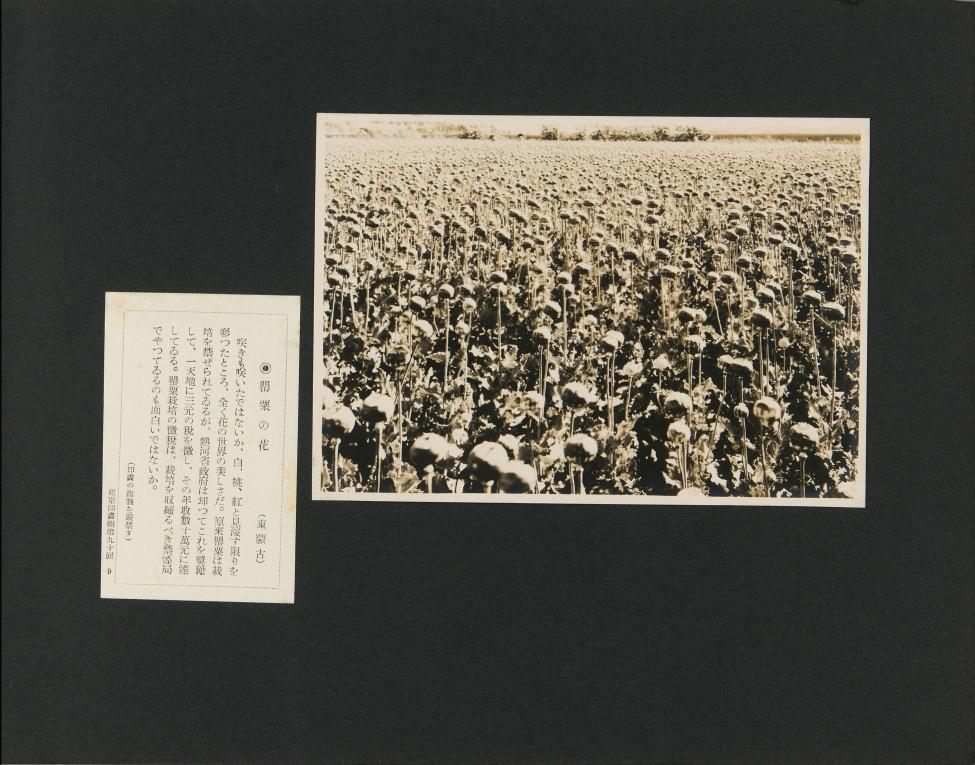 ◉罌粟の花
(東蒙古)
咲きも咲いたではないか、白、桃、紅と見渡す限りを
彩つたところ、全く花の世界の美しさだ。原來罌粟は栽
培を禁ぜられてゐるが、熱河省政府は却つてこれを奬勵
して、一天地に三元の稅を徵し、その年收數十萬元に達
してゐる。罌粟栽培の徵稅は、栽培を取締るべき禁煙局
でやつてゐるのも面白いではないか。
(印畫の複製を嚴禁す)
亞東印畫輯第九十回 9